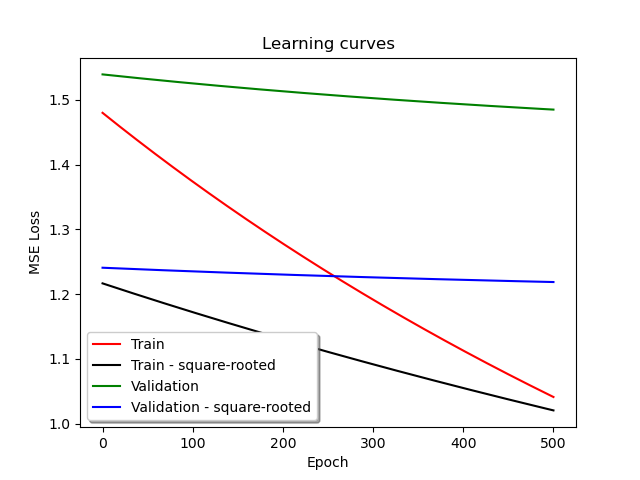 Learning curves
MSE Loss
1.5
1.4
1.3
1.2
1.1
1.0
Train
Train - square-rooted
Validation
Validation - square-rooted
0
100
200
300
400
500
Epoch